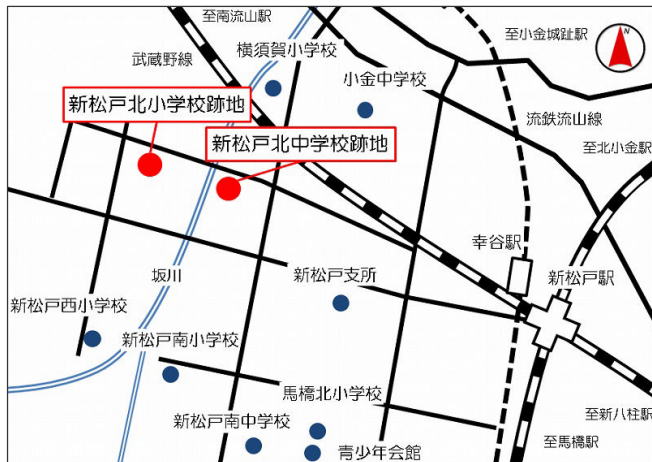 至南流山駅
至小金城趾駅
N
武蔵野線
横須賀小学校
小金中学校
新松戸北小学校跡地
流鉄流山線
新松戸北中学校跡地
至北小金駅
幸谷駅
坂川
新松戸支所
新松戸駅
新松戸西小学校
新松戸南小学校
馬橋北小学校
新松戸南中学校
至新八柱駅
至馬橋駅
青少年会館